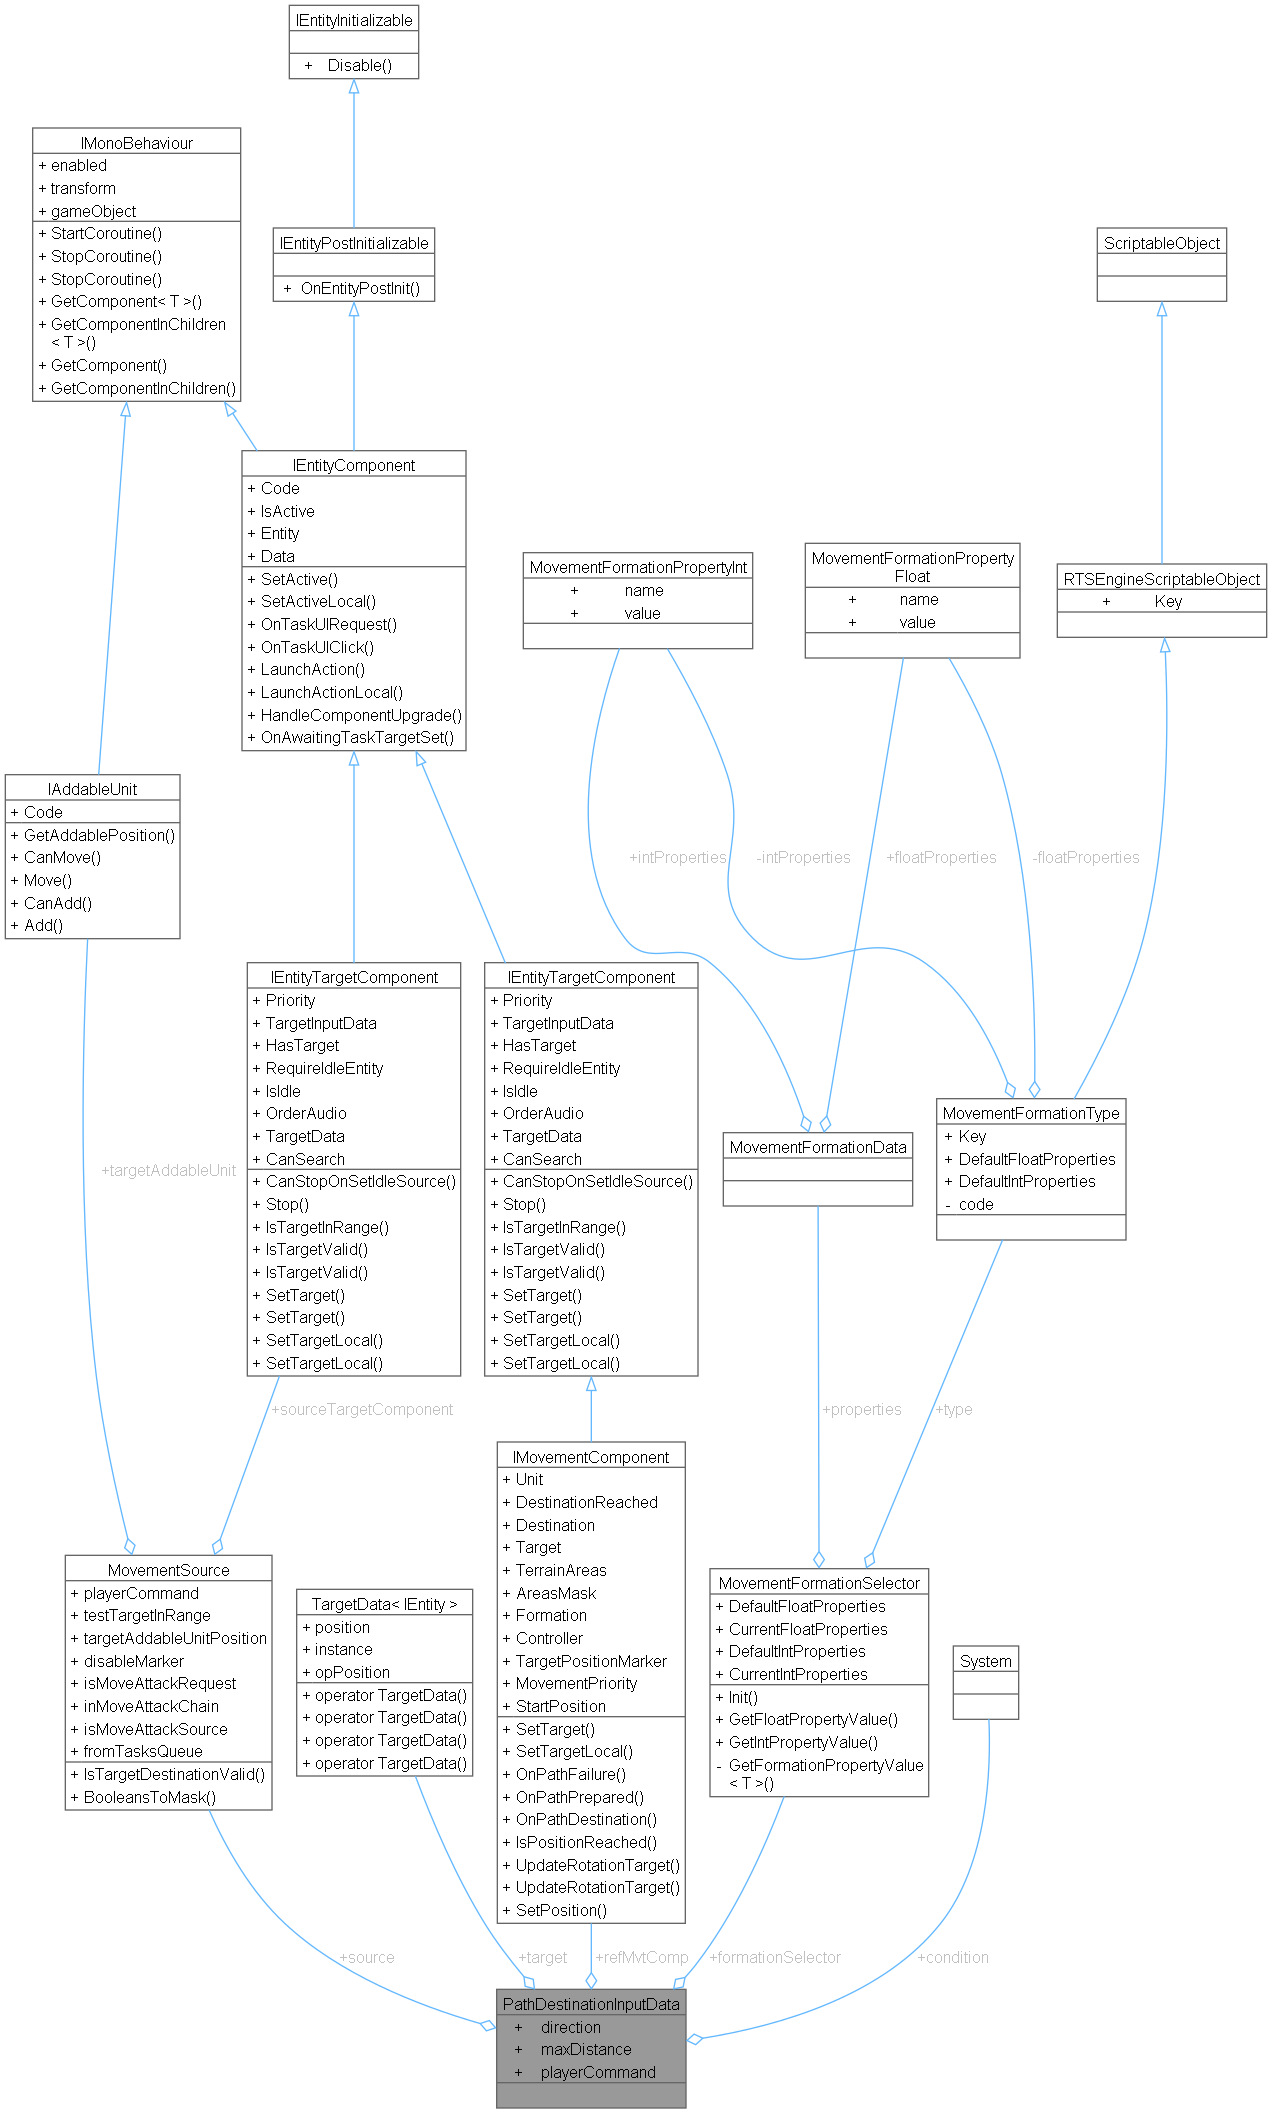 IEntityInitializable
+ Disable()
IMonoBehaviour
+ enabled
+ transform
+ gameObject
+ StartCoroutine()
+ StopCoroutine()
+ StopCoroutine()
+ GetComponent< T >()
+ GetComponentInChildren
< T >()
+ GetComponent()
+ GetComponentInChildren()
IEntityPostInitializable
+ OnEntityPostInit()
ScriptableObject
IEntityComponent
+ Code
+ IsActive
+ Entity
+ Data
+ SetActive()
+ SetActiveLocal()
+ OnTaskUIRequest()
+ OnTaskUIClick()
+ LaunchAction()
+ LaunchActionLocal()
+ HandleComponentUpgrade()
+ OnAwaitingTaskTargetSet()
MovementFormationPropertyInt
+ name
+ value
MovementFormationProperty
Float
+ name
+ value
RTSEngineScriptableObject
+ Key
IAddableUnit
+ Code
+ GetAddablePosition()
+ CanMove()
+ Move()
+ CanAdd()
+ Add()
+intProperties
-intProperties
+floatProperties
-floatProperties
IEntityTargetComponent
+ Priority
+ TargetInputData
+ HasTarget
+ RequireIdleEntity
+ IsIdle
+ OrderAudio
+ TargetData
+ CanSearch
+ CanStopOnSetIdleSource()
+ Stop()
+ IsTargetInRange()
+ IsTargetValid()
+ IsTargetValid()
+ SetTarget()
+ SetTarget()
+ SetTargetLocal()
+ SetTargetLocal()
IEntityTargetComponent
+ Priority
+ TargetInputData
+ HasTarget
+ RequireIdleEntity
+ IsIdle
+ OrderAudio
+ TargetData
+ CanSearch
+ CanStopOnSetIdleSource()
+ Stop()
+ IsTargetInRange()
+ IsTargetValid()
+ IsTargetValid()
+ SetTarget()
+ SetTarget()
+ SetTargetLocal()
+ SetTargetLocal()
MovementFormationData
MovementFormationType
+ Key
+ DefaultFloatProperties
+ DefaultIntProperties
- code
+targetAddableUnit
+sourceTargetComponent
+properties
+type
MovementSource
+ playerCommand
+ testTargetInRange
+ targetAddableUnitPosition
+ disableMarker
+ isMoveAttackRequest
+ inMoveAttackChain
+ isMoveAttackSource
+ fromTasksQueue
+ IsTargetDestinationValid()
+ BooleansToMask()
TargetData< IEntity >
+ position
+ instance
+ opPosition
+ operator TargetData()
+ operator TargetData()
+ operator TargetData()
+ operator TargetData()
IMovementComponent
+ Unit
+ DestinationReached
+ Destination
+ Target
+ TerrainAreas
+ AreasMask
+ Formation
+ Controller
+ TargetPositionMarker
+ MovementPriority
+ StartPosition
+ SetTarget()
+ SetTargetLocal()
+ OnPathFailure()
+ OnPathPrepared()
+ OnPathDestination()
+ IsPositionReached()
+ UpdateRotationTarget()
+ UpdateRotationTarget()
+ SetPosition()
MovementFormationSelector
+ DefaultFloatProperties
+ CurrentFloatProperties
+ DefaultIntProperties
+ CurrentIntProperties
+ Init()
+ GetFloatPropertyValue()
+ GetIntPropertyValue()
- GetFormationPropertyValue
< T >()
System
+source
+target
+refMvtComp
+formationSelector
+condition
PathDestinationInputData
+ direction
+ maxDistance
+ playerCommand